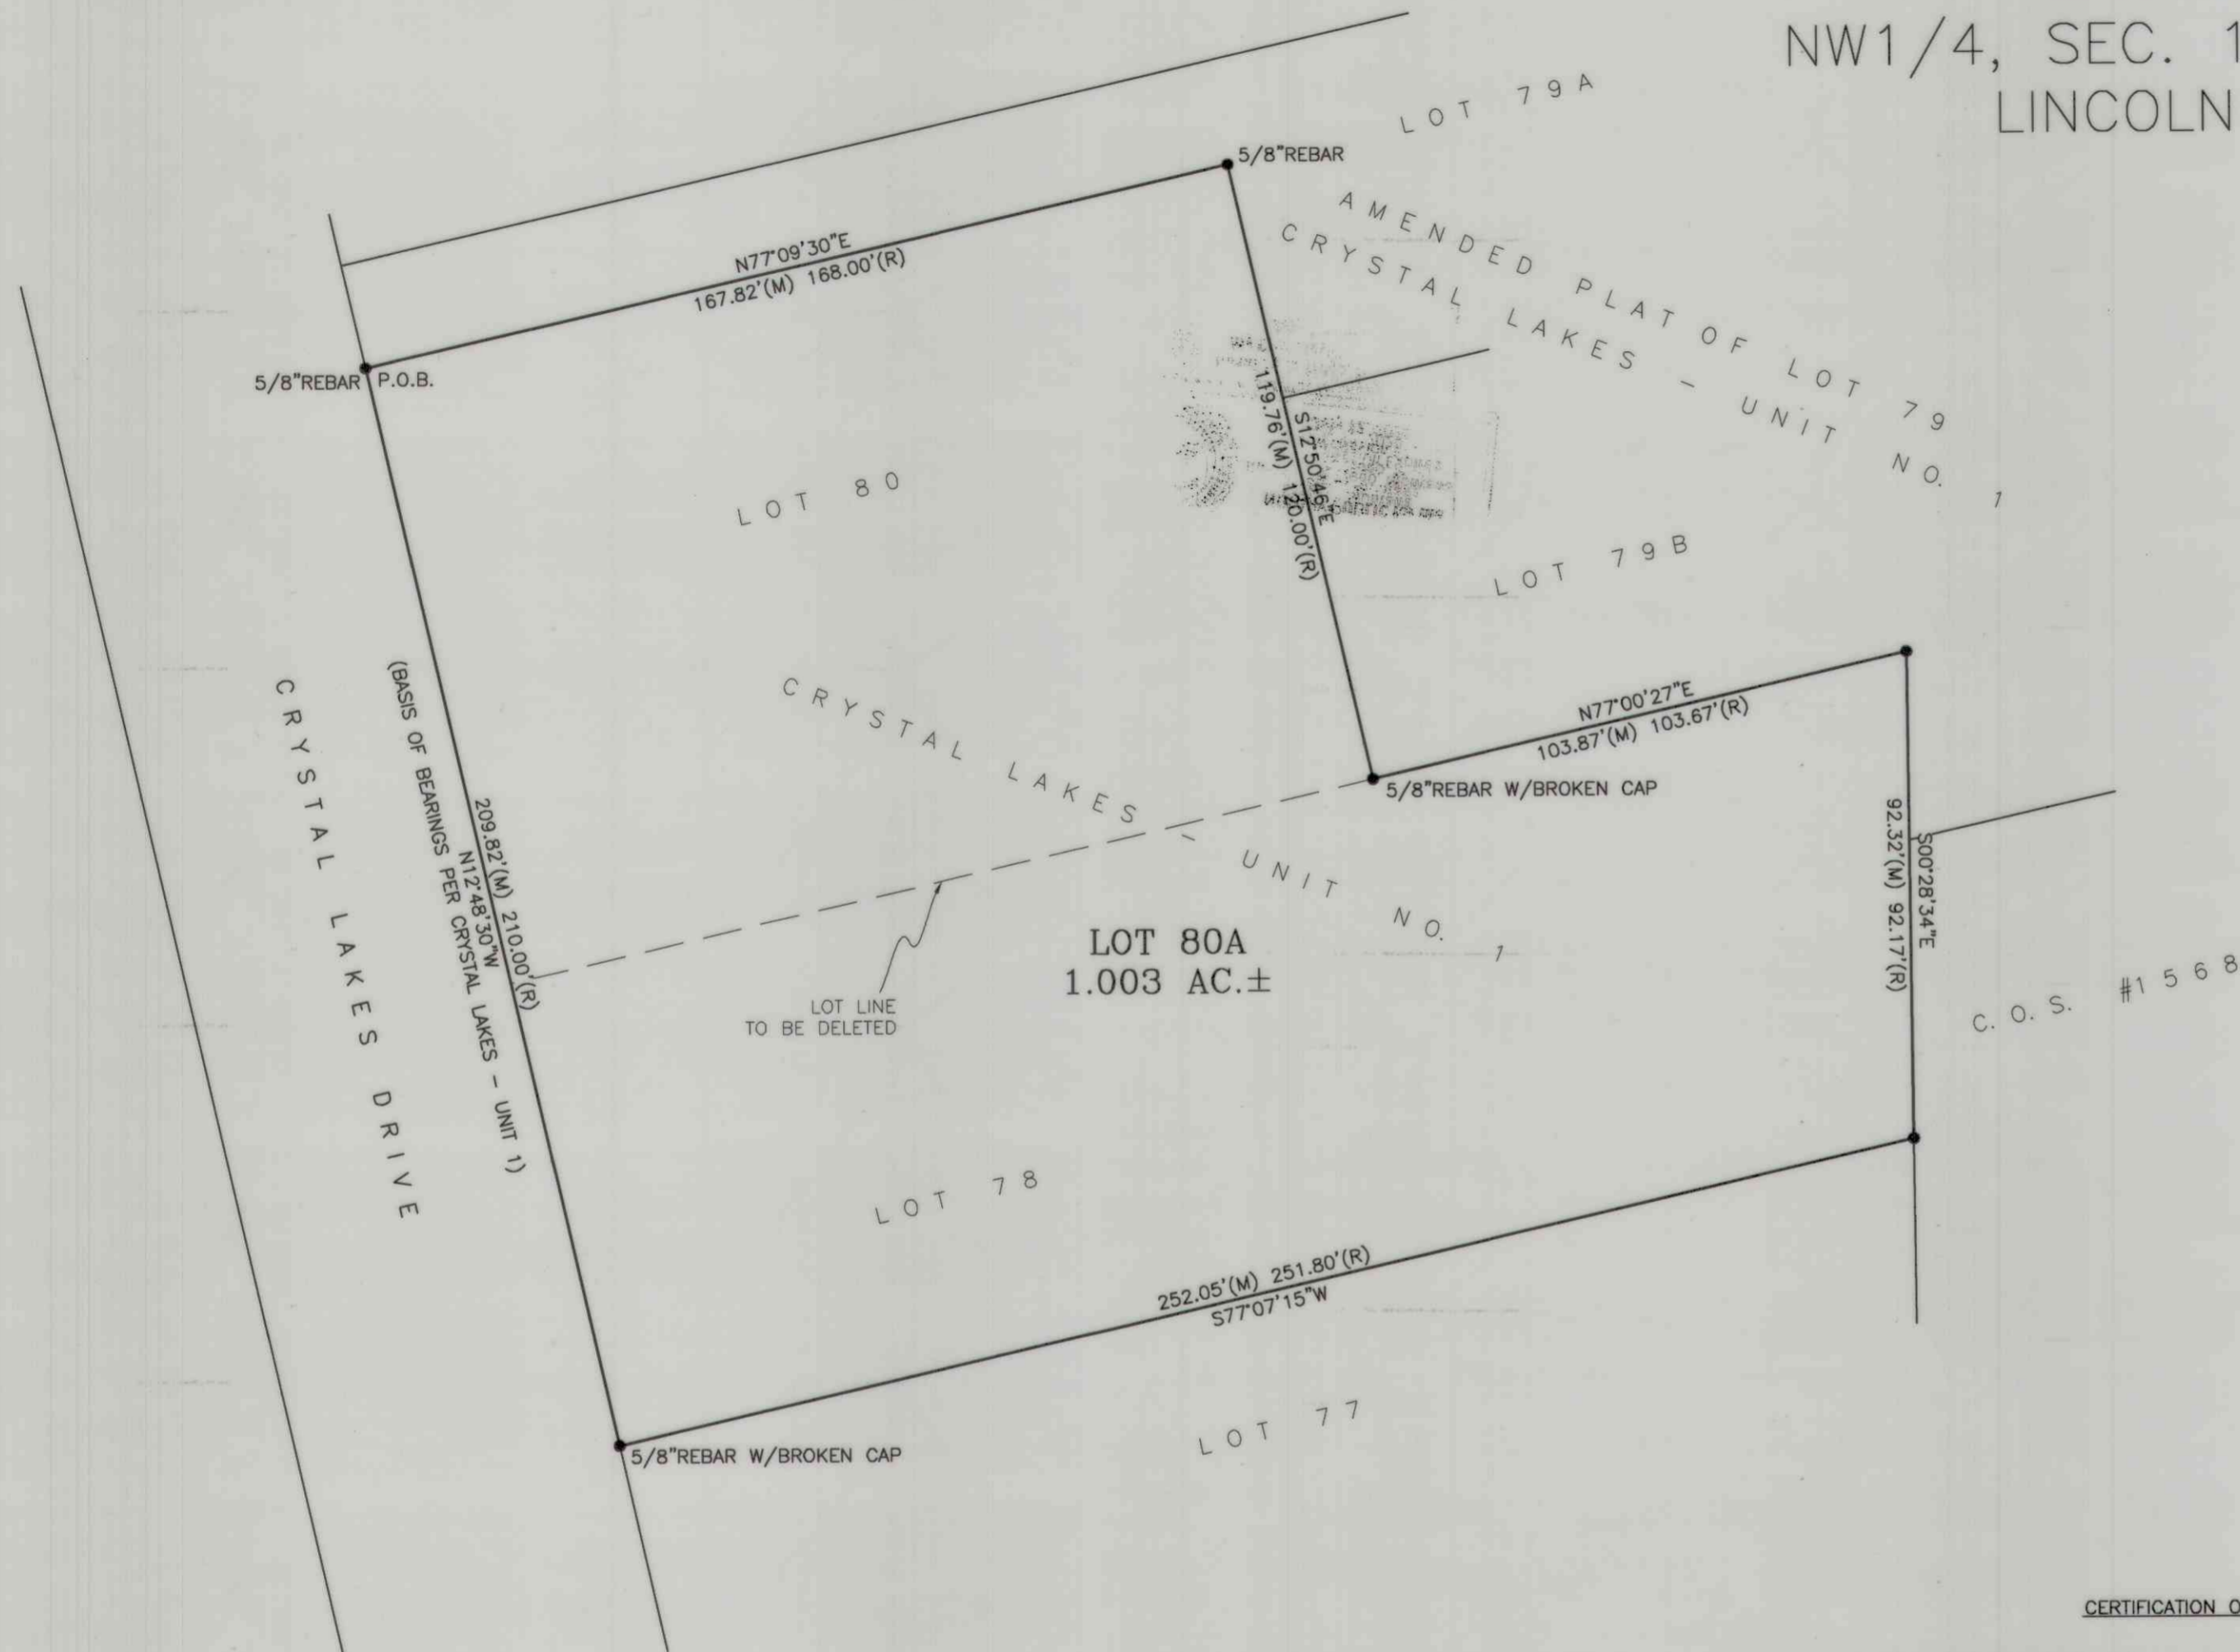 NW1/4, SEC. 1
LINCOLN
LOT 79A
5/8"REBAR
AMENDED PLAT OF LOT 79
CRYSTAL LAKES - UNIT NO. 1
N77°09'30"E
167.82'(M) 168.00'(R)
5/8"REBAR
P.O.B.
119.76'(M) 120.00'(R)
S12°50'46"E
LOT 80
LOT 79B
CRYSTAL LAKES - UNIT NO. 1
N77°00'27"E
103.87'(M) 103.67'(R)
5/8"REBAR W/BROKEN CAP
CRYSTAL LAKES DRIVE
209.82'(M) 210.00'(R)
N12°48'30"W
(BASIS OF BEARINGS PER CRYSTAL LAKES - UNIT 1)
92.32'(M) 92.17'(R)
S00°28'34"E
LOT 80A
1.003 AC.±
LOT LINE
TO BE DELETED
C.O.S. #1568
LOT 78
252.05'(M) 251.80'(R)
S77°07'15"W
LOT 77
5/8"REBAR W/BROKEN CAP
CERTIFICATION O